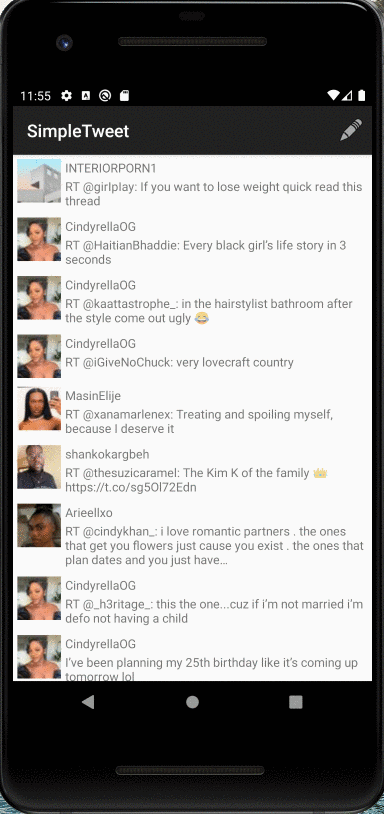 11:55
SimpleTweet
INTERIORPORN1
RT @girlplay: If you want to lose weight quick read this
thread
CindyrellaOG
RT @HaitianBhaddie: Every black girl's life story in 3
seconds
CindyrellaOG
RT @kaattastrophe_: in the hairstylist bathroom after
the style come out ugly 😂
CindyrellaOG
RT @iGiveNoChuck: very lovecraft country
MasinElije
RT @xanamarlenex: Treating and spoiling myself,
because I deserve it
shankokargbeh
RT @thesuzicaramel: The Kim K of the family 👑
https://t.co/sg5Ol72Edn
Arieellxo
RT @cindykhan_: i love romantic partners . the ones
that get you flowers just cause you exist . the ones that
plan dates and you just have…
CindyrellaOG
RT @_h3ritage_: this the one...cuz if i'm not married i'm
defo not having a child
CindyrellaOG
I've been planning my 25th birthday like it's coming up
tomorrow lol